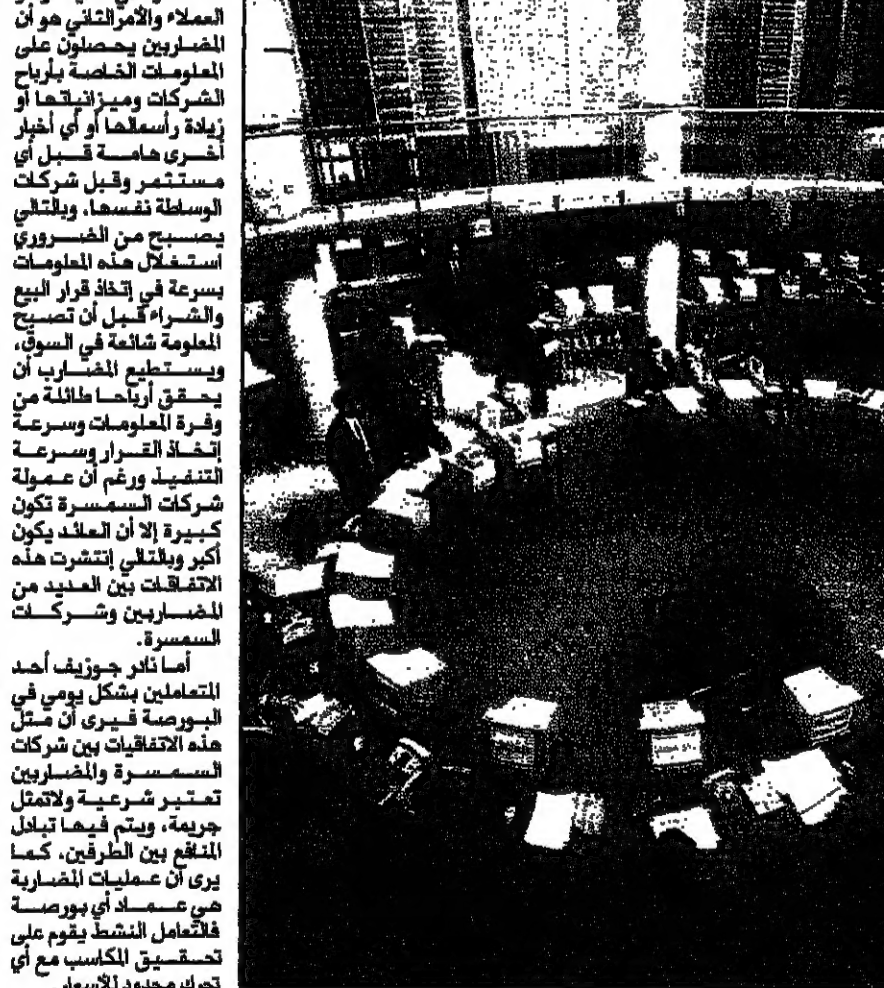 العملاء والأمر الثاني هو أن
المضاربين يحصلون على
المعلومات الخاصة بأرباح
الشركات وميزانياتها أو
زيادة رأسمالها أو أي أخبار
أخرى هامة قبل أي
مستثمر وقبل شركات
الوساطة نفسها، وبالتالي
يصبح من الضروري
استغلال هذه المعلومات
بسرعة في إتخاذ قرار البيع
والشراء قبل أن تصبح
المعلومة شائعة في السوق،
ويستطيع المضارب أن
يحقق أرباحا طائلة من
وفرة المعلومات وسرعة
إتخاذ القرار وسرعة
التنفيذ ورغم أن عمولة
شركات السمسرة تكون
كبيرة إلا أن العائد يكون
أكبر وبالتالي إنتشرت هذه
الاتفاقات بين العديد من
المضاربين وشركات
السمسرة.
أما نادر جوزيف أحد
المتعاملين بشكل يومي في
البورصة فيرى أن مثل
هذه الاتفاقيات بين شركات
السمسرة والمضاربين
تعتبر شرعية ولاتمثل
جريمة، ويتم فيها تبادل
المنافع بين الطرفين، كما
يرى أن عمليات المضاربة
هي عماد أي بورصة
فالتعامل النشط يقوم على
تحقيق المكاسب مع أي
تحرك محدود للأسعار